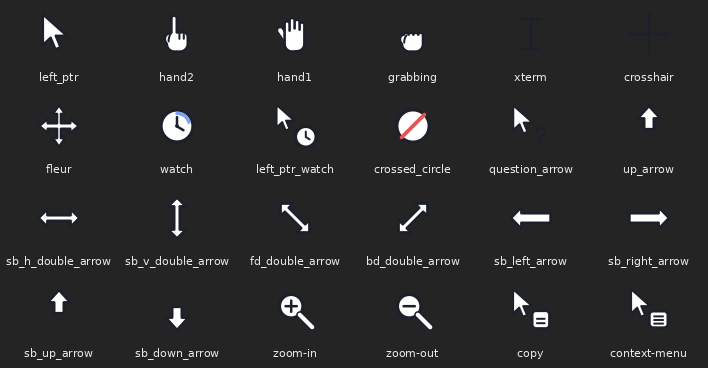 left_ptr
hand2
hand1
grabbing
xterm
crosshair
?
fleur
watch
left_ptr_watch
crossed_circle
question_arrow
up_arrow
sb_h_double_arrow
sb_v_double_arrow
fd_double_arrow
bd_double_arrow
sb_left_arrow
sb_right_arrow
sb_up_arrow
sb_down_arrow
zoom-in
zoom-out
copy
context-menu